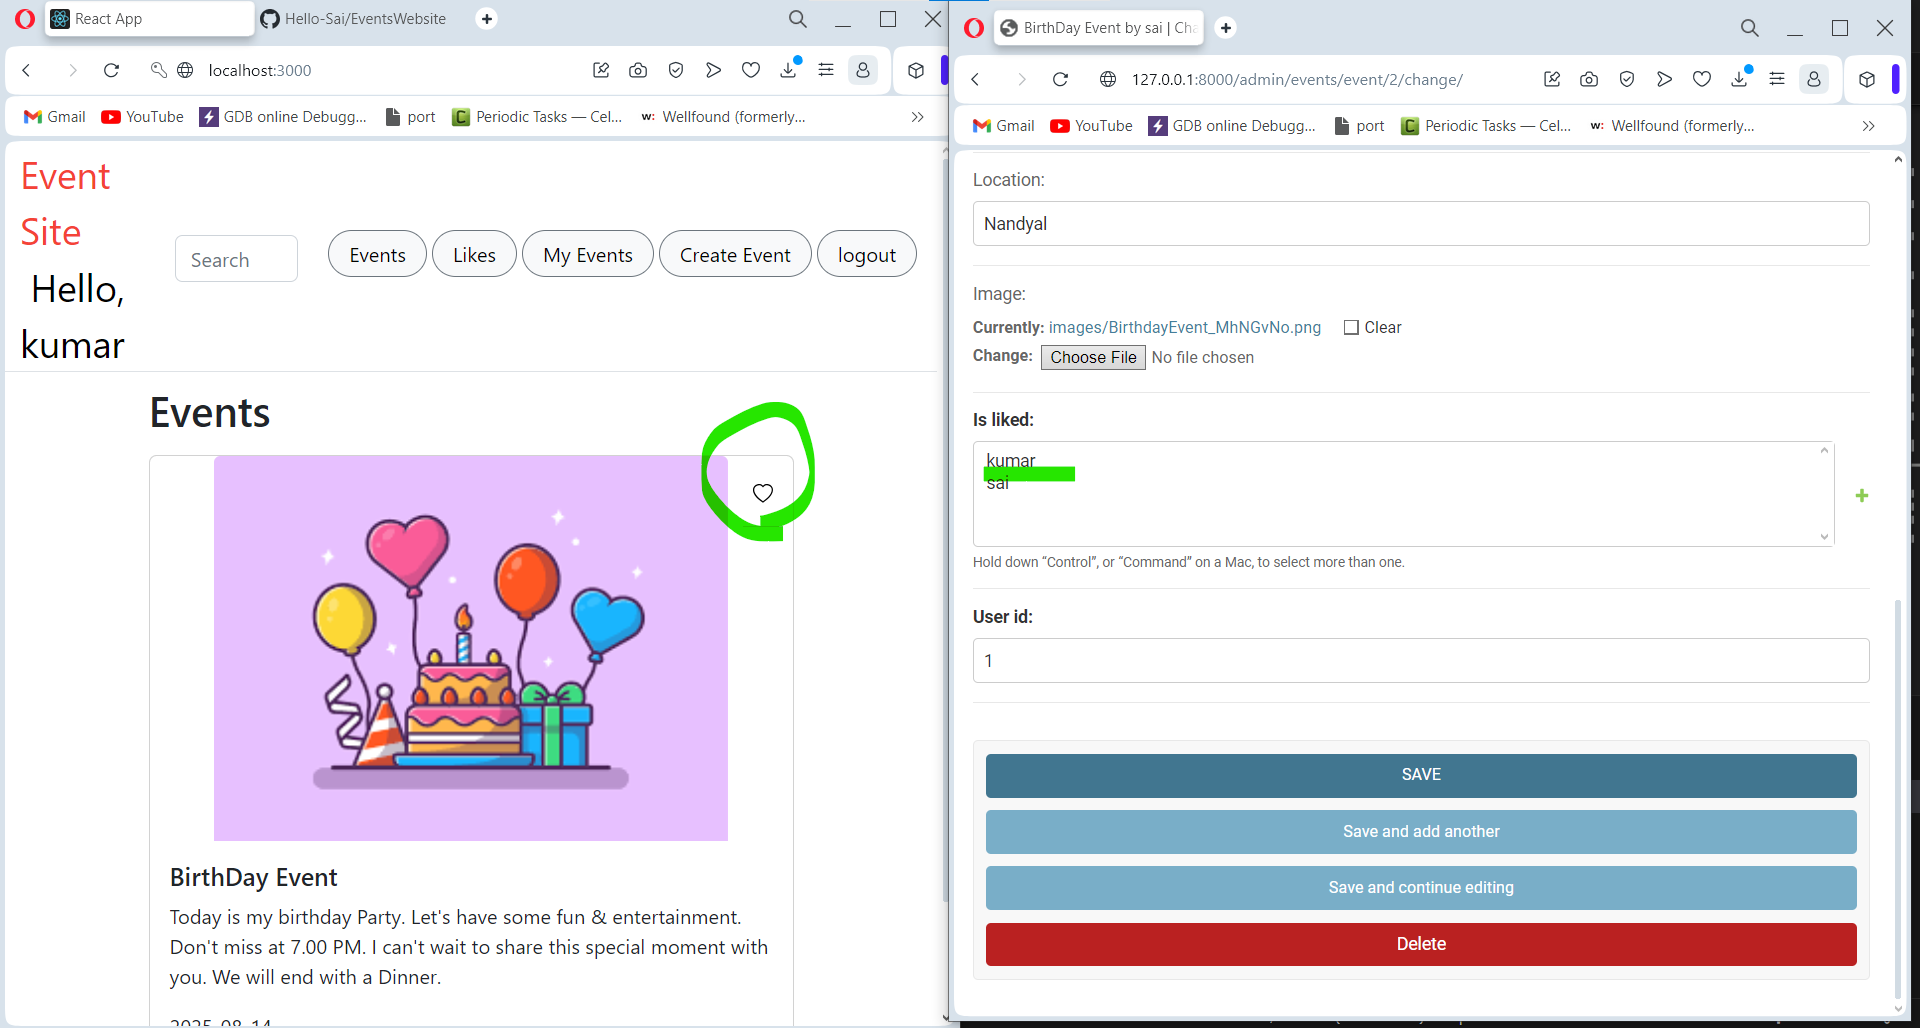 React App
Hello-Sai/EventsWebsite
localhost:3000
Gmail
YouTube
GDB online Debugg...
port
Periodic Tasks — Cel...
w: Wellfound (formerly...
Event
Site
Hello,
kumar
Search
Events
Likes
My Events
Create Event
logout
Events
BirthDay Event
Today is my birthday Party. Let's have some fun & entertainment.
Don't miss at 7.00 PM. I can't wait to share this special moment with
you. We will end with a Dinner.
2025-08-14
BirthDay Event by sai | Cha
127.0.0.1:8000/admin/events/event/2/change/
Gmail
YouTube
GDB online Debugg...
port
Periodic Tasks — Cel...
w: Wellfound (formerly...
Location:
Nandyal
Image:
Currently: images/BirthdayEvent_MhNGvNo.png Clear
Change: Choose File No file chosen
Is liked:
kumar
sai
Hold down “Control”, or “Command” on a Mac, to select more than one.
User id:
1
SAVE
Save and add another
Save and continue editing
Delete